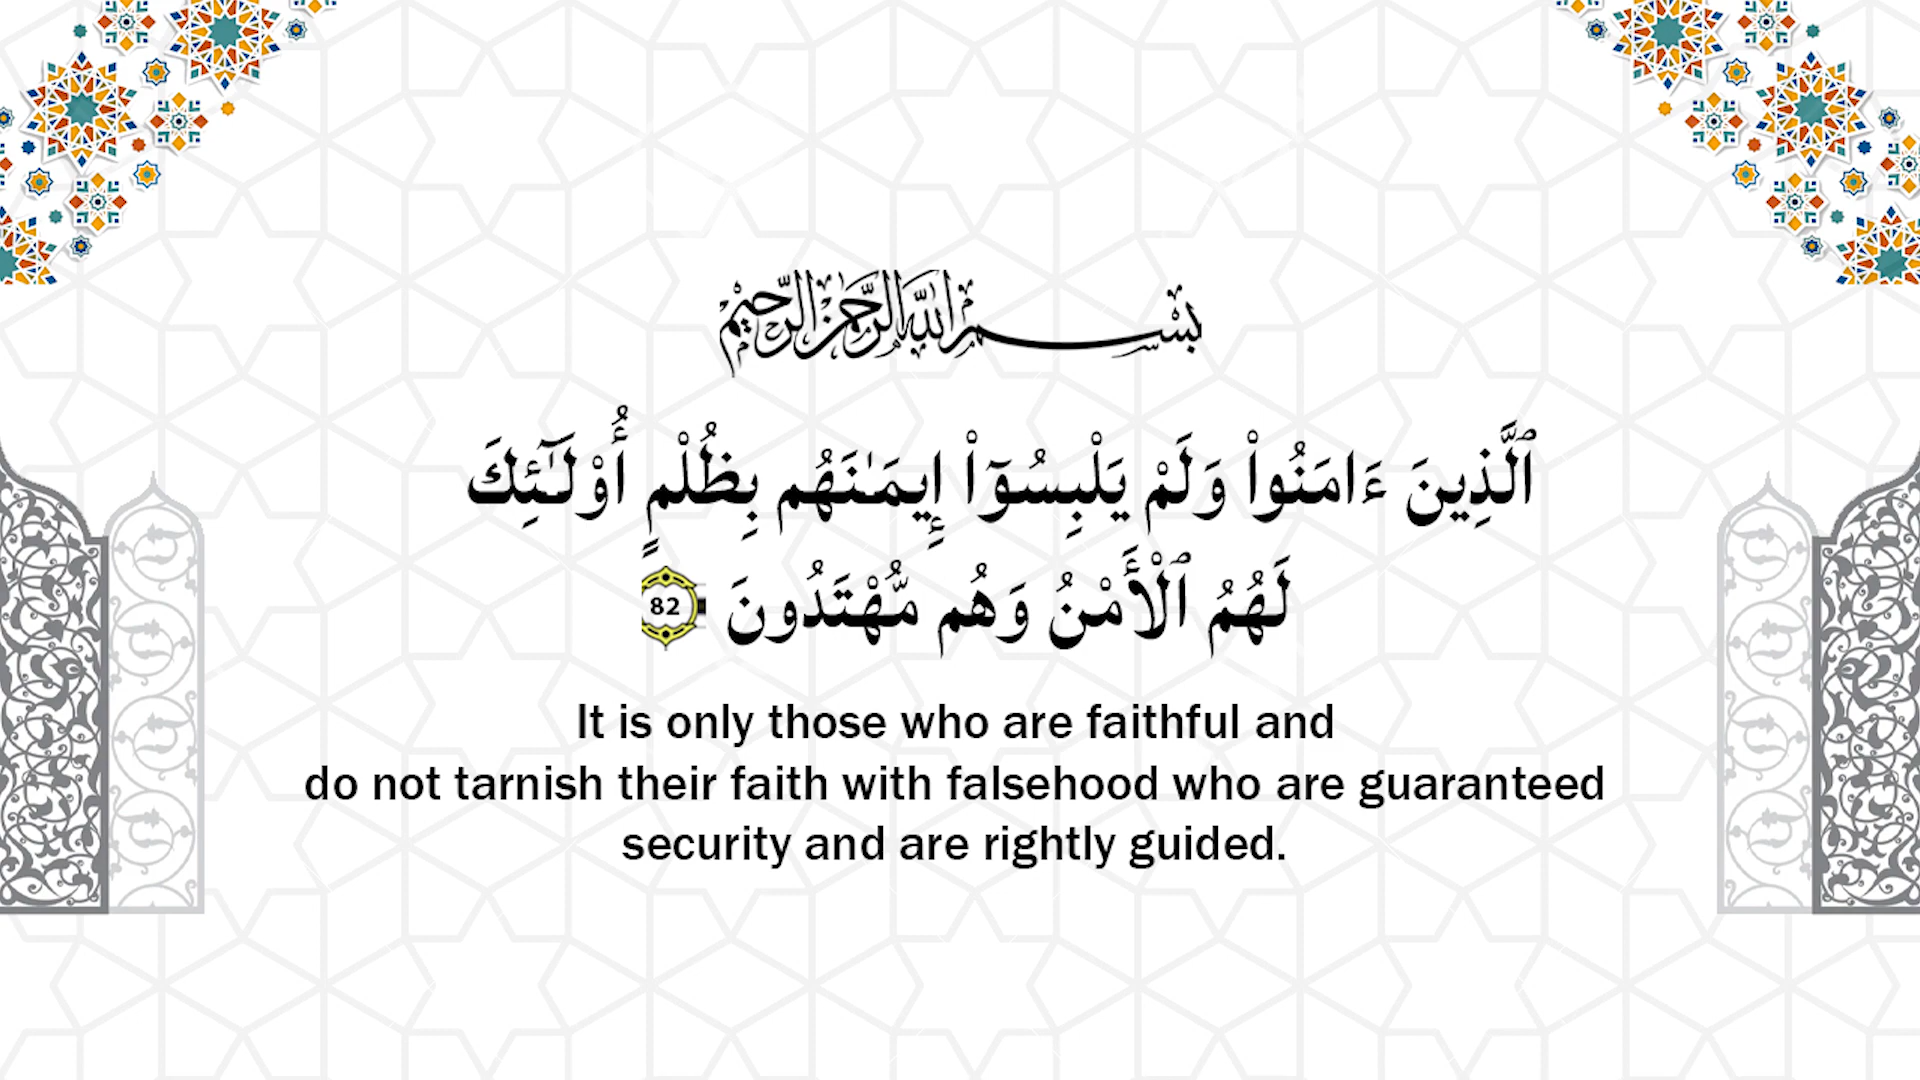 بسم الله الرحمن الرحيم
ٱلَّذِينَ ءَامَنُوا۟ وَلَمْ يَلْبِسُوٓا۟ إِيمَـٰنَهُم بِظُلْمٍ أُو۟لَـٰٓئِكَ
لَهُمُ ٱلْأَمْنُ وَهُم مُّهْتَدُونَ 82
It is only those who are faithful and
do not tarnish their faith with falsehood who are guaranteed
security and are rightly guided.